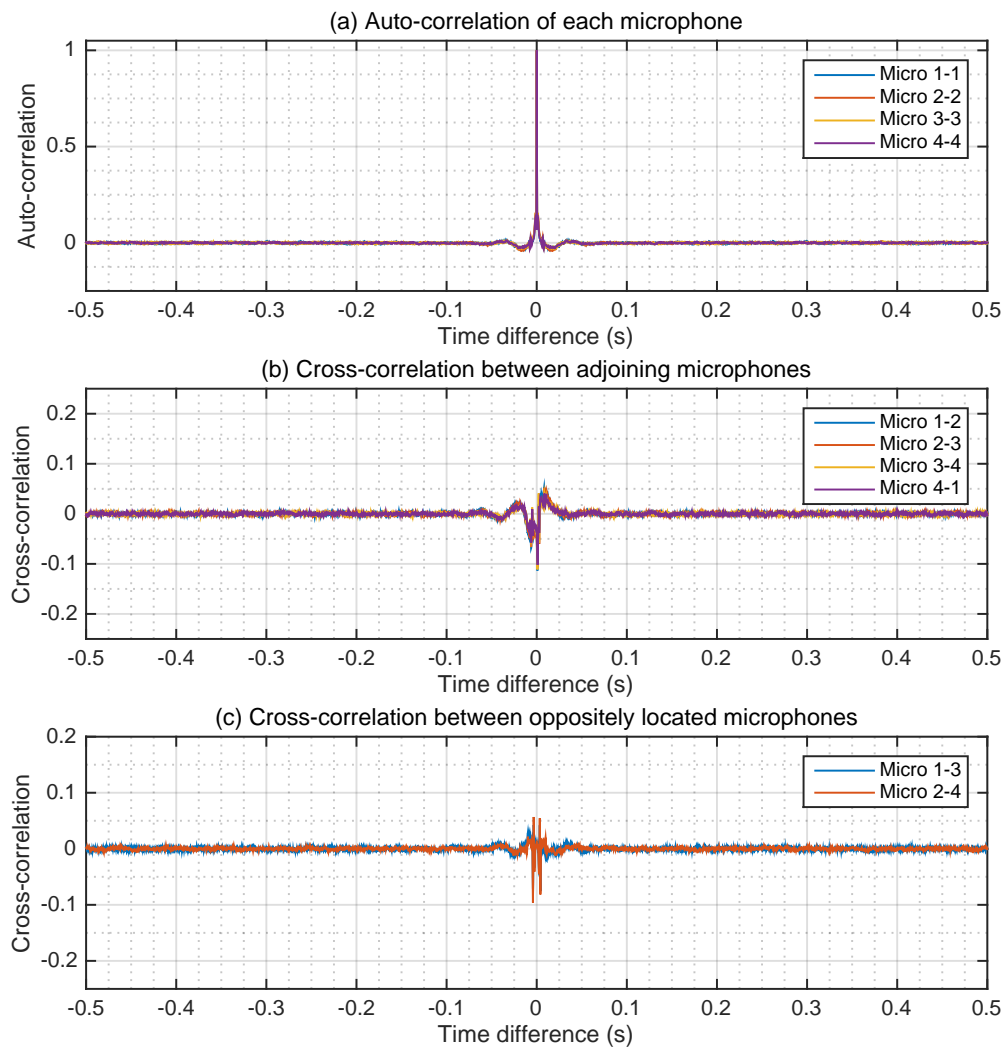 (a) Auto-correlation of each microphone
1
0.5
0
Auto-correlation
Micro 1-1
Micro 2-2
Micro 3-3
Micro 4-4
-0.5 -0.4 -0.3 -0.2 -0.1 0 0.1 0.2 0.3 0.4 0.5
Time difference (s)
(b) Cross-correlation between adjoining microphones
0.2
0.1
0
-0.1
-0.2
Cross-correlation
Micro 1-2
Micro 2-3
Micro 3-4
Micro 4-1
-0.5 -0.4 -0.3 -0.2 -0.1 0 0.1 0.2 0.3 0.4 0.5
Time difference (s)
(c) Cross-correlation between oppositely located microphones
0.2
0.1
0
-0.1
-0.2
Cross-correlation
Micro 1-3
Micro 2-4
-0.5 -0.4 -0.3 -0.2 -0.1 0 0.1 0.2 0.3 0.4 0.5
Time difference (s)